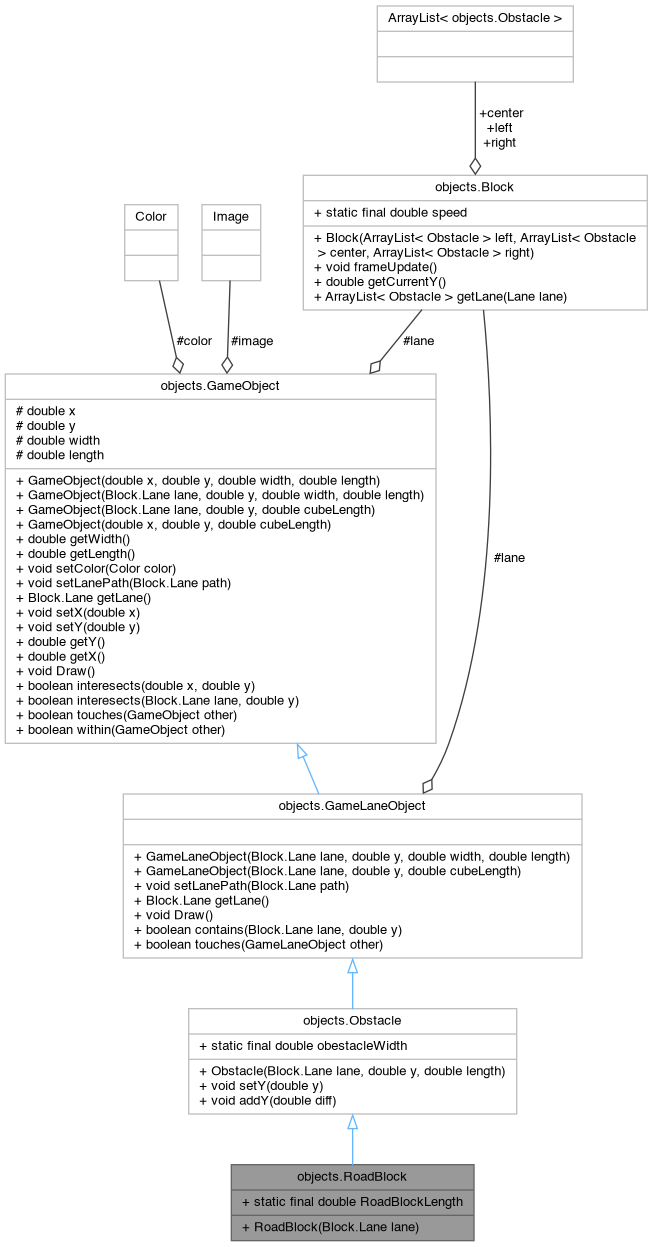 ArrayList< objects.Obstacle >
+center
+left
+right
objects.Block
+ static final double speed
+ Block(ArrayList< Obstacle > left, ArrayList< Obstacle
 > center, ArrayList< Obstacle > right)
+ void frameUpdate()
+ double getCurrentY()
+ ArrayList< Obstacle > getLane(Lane lane)
Color
Image
#color
#image
#lane
objects.GameObject
# double x
# double y
# double width
# double length
+ GameObject(double x, double y, double width, double length)
+ GameObject(Block.Lane lane, double y, double width, double length)
+ GameObject(Block.Lane lane, double y, double cubeLength)
+ GameObject(double x, double y, double cubeLength)
+ double getWidth()
+ double getLength()
+ void setColor(Color color)
+ void setLanePath(Block.Lane path)
+ Block.Lane getLane()
+ void setX(double x)
+ void setY(double y)
+ double getY()
+ double getX()
+ void Draw()
+ boolean interesects(double x, double y)
+ boolean interesects(Block.Lane lane, double y)
+ boolean touches(GameObject other)
+ boolean within(GameObject other)
#lane
objects.GameLaneObject
+ GameLaneObject(Block.Lane lane, double y, double width, double length)
+ GameLaneObject(Block.Lane lane, double y, double cubeLength)
+ void setLanePath(Block.Lane path)
+ Block.Lane getLane()
+ void Draw()
+ boolean contains(Block.Lane lane, double y)
+ boolean touches(GameLaneObject other)
objects.Obstacle
+ static final double obestacleWidth
+ Obstacle(Block.Lane lane, double y, double length)
+ void setY(double y)
+ void addY(double diff)
objects.RoadBlock
+ static final double RoadBlockLength
+ RoadBlock(Block.Lane lane)